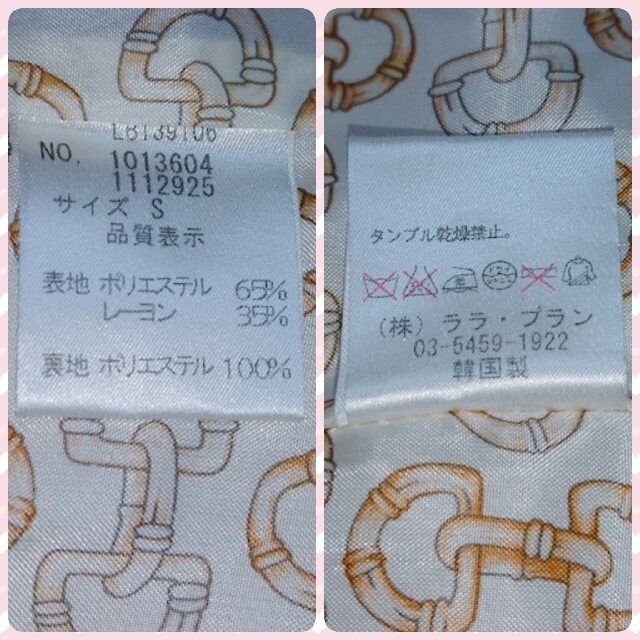 LB139106
NO. 1013604
1112925
サイズ S
品質表示
表地 ポリエステル 65%
レーヨン 35%
裏地 ポリエステル 100%
タンブル乾燥禁止。
(株) ララ・プラン
03-5459-1922
韓国製